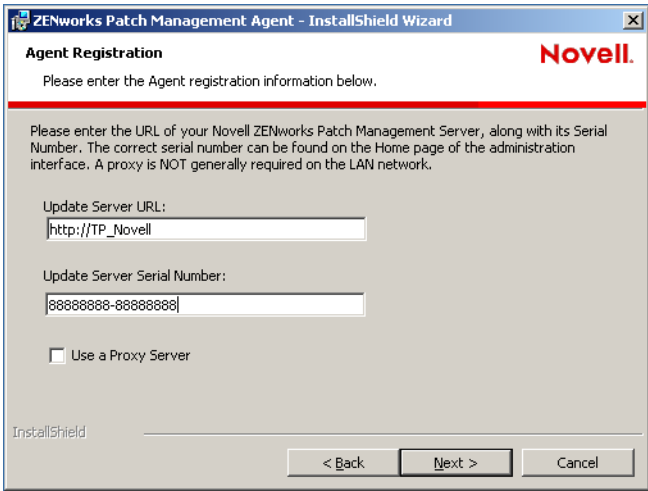 ZENworks Patch Management Agent - InstallShield Wizard
Agent Registration
Novell.
Please enter the Agent registration information below.
Please enter the URL of your Novell ZENworks Patch Management Server, along with its Serial
Number. The correct serial number can be found on the Home page of the administration
interface. A proxy is NOT generally required on the LAN network.
Update Server URL:
http://TP_Novell
Update Server Serial Number:
88888888-88888888
Use a Proxy Server
InstallShield
< Back
Next >
Cancel